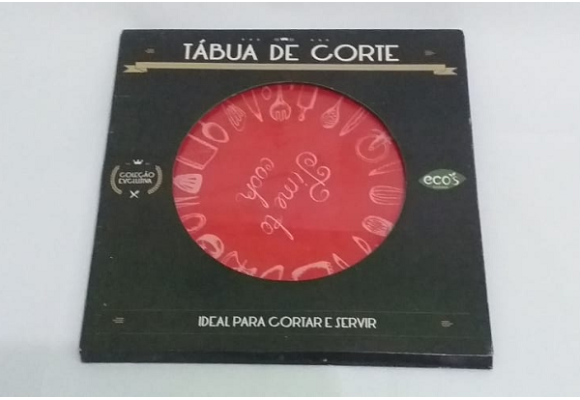 TÁBUA DE CORTE
COLEÇÃO
EXCLUSIVA
Time to
cook
eco's
IDEAL PARA CORTAR E SERVIR